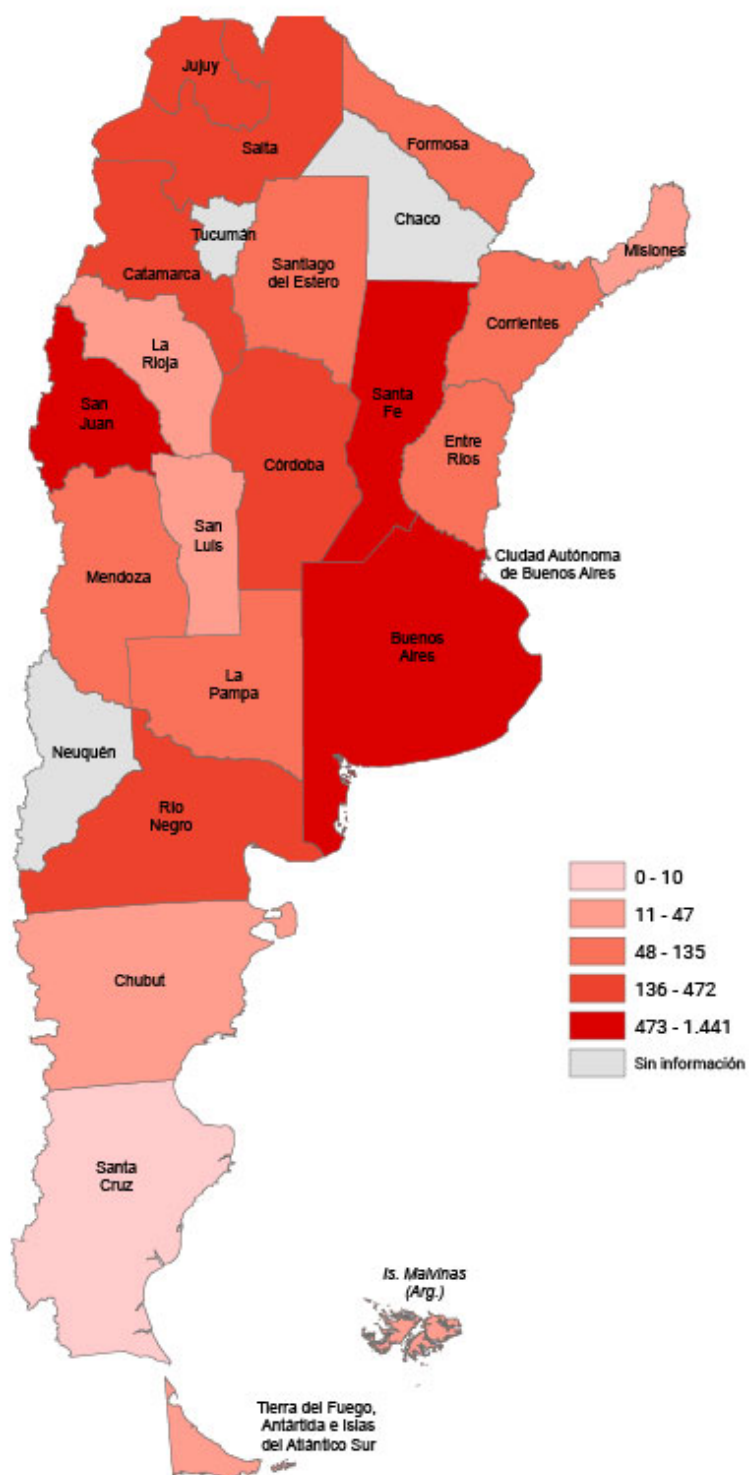 Jujuy
Salta
Formosa
Chaco
Tucumán
Misiones
Catamarca
Santiago
del Estero
Corrientes
La
Rioja
San
Juan
Santa
Fe
Entre
Ríos
Córdoba
San
Luis
Ciudad Autónoma
de Buenos Aires
Mendoza
Buenos
Aires
La
Pampa
Neuquén
Río
Negro
0 - 10
11 - 47
48 - 135
136 - 472
473 - 1.441
Sin información
Chubut
Santa
Cruz
Is. Malvinas
(Arg.)
Tierra del Fuego,
Antártida e Islas
del Atlántico Sur